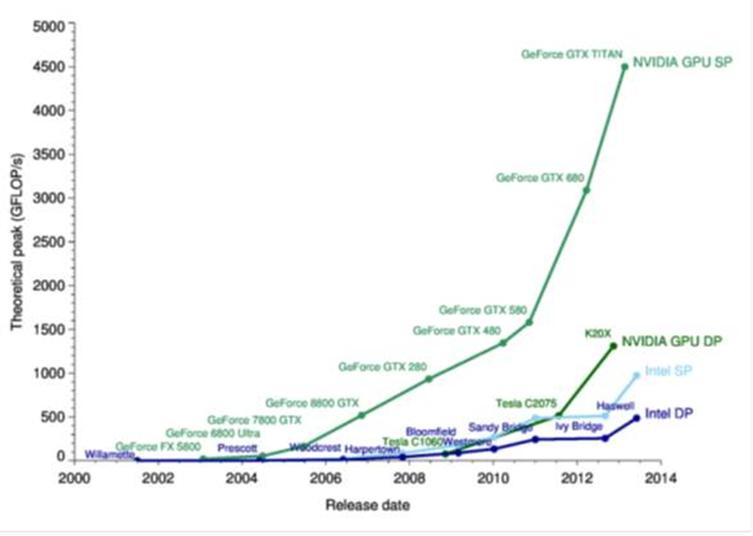 5000
GeForce GTX TITAN
NVIDIA GPU SP
4500
4000
3500
GeForce GTX 680
3000
2500
2000
GeForce GTX 580
1500
GeForce GTX 480
K20X
NVIDIA GPU DP
GeForce GTX 280
1000
Intel SP
GeForce 8800 GTX
Tesla C2075
Haswell
500
GeForce 7800 GTX
Intel DP
GeForce 6800 Ultra
Bloomfield
Sandy Bridge
Ivy Bridge
GeForce FX 5800
Prescott
Woodcrest
Harpertown
Tesla C1060
Westmere
Willamette
0
2000 2002 2004 2006 2008 2010 2012 2014
Release date
Theoretical peak (GFLOP/s)